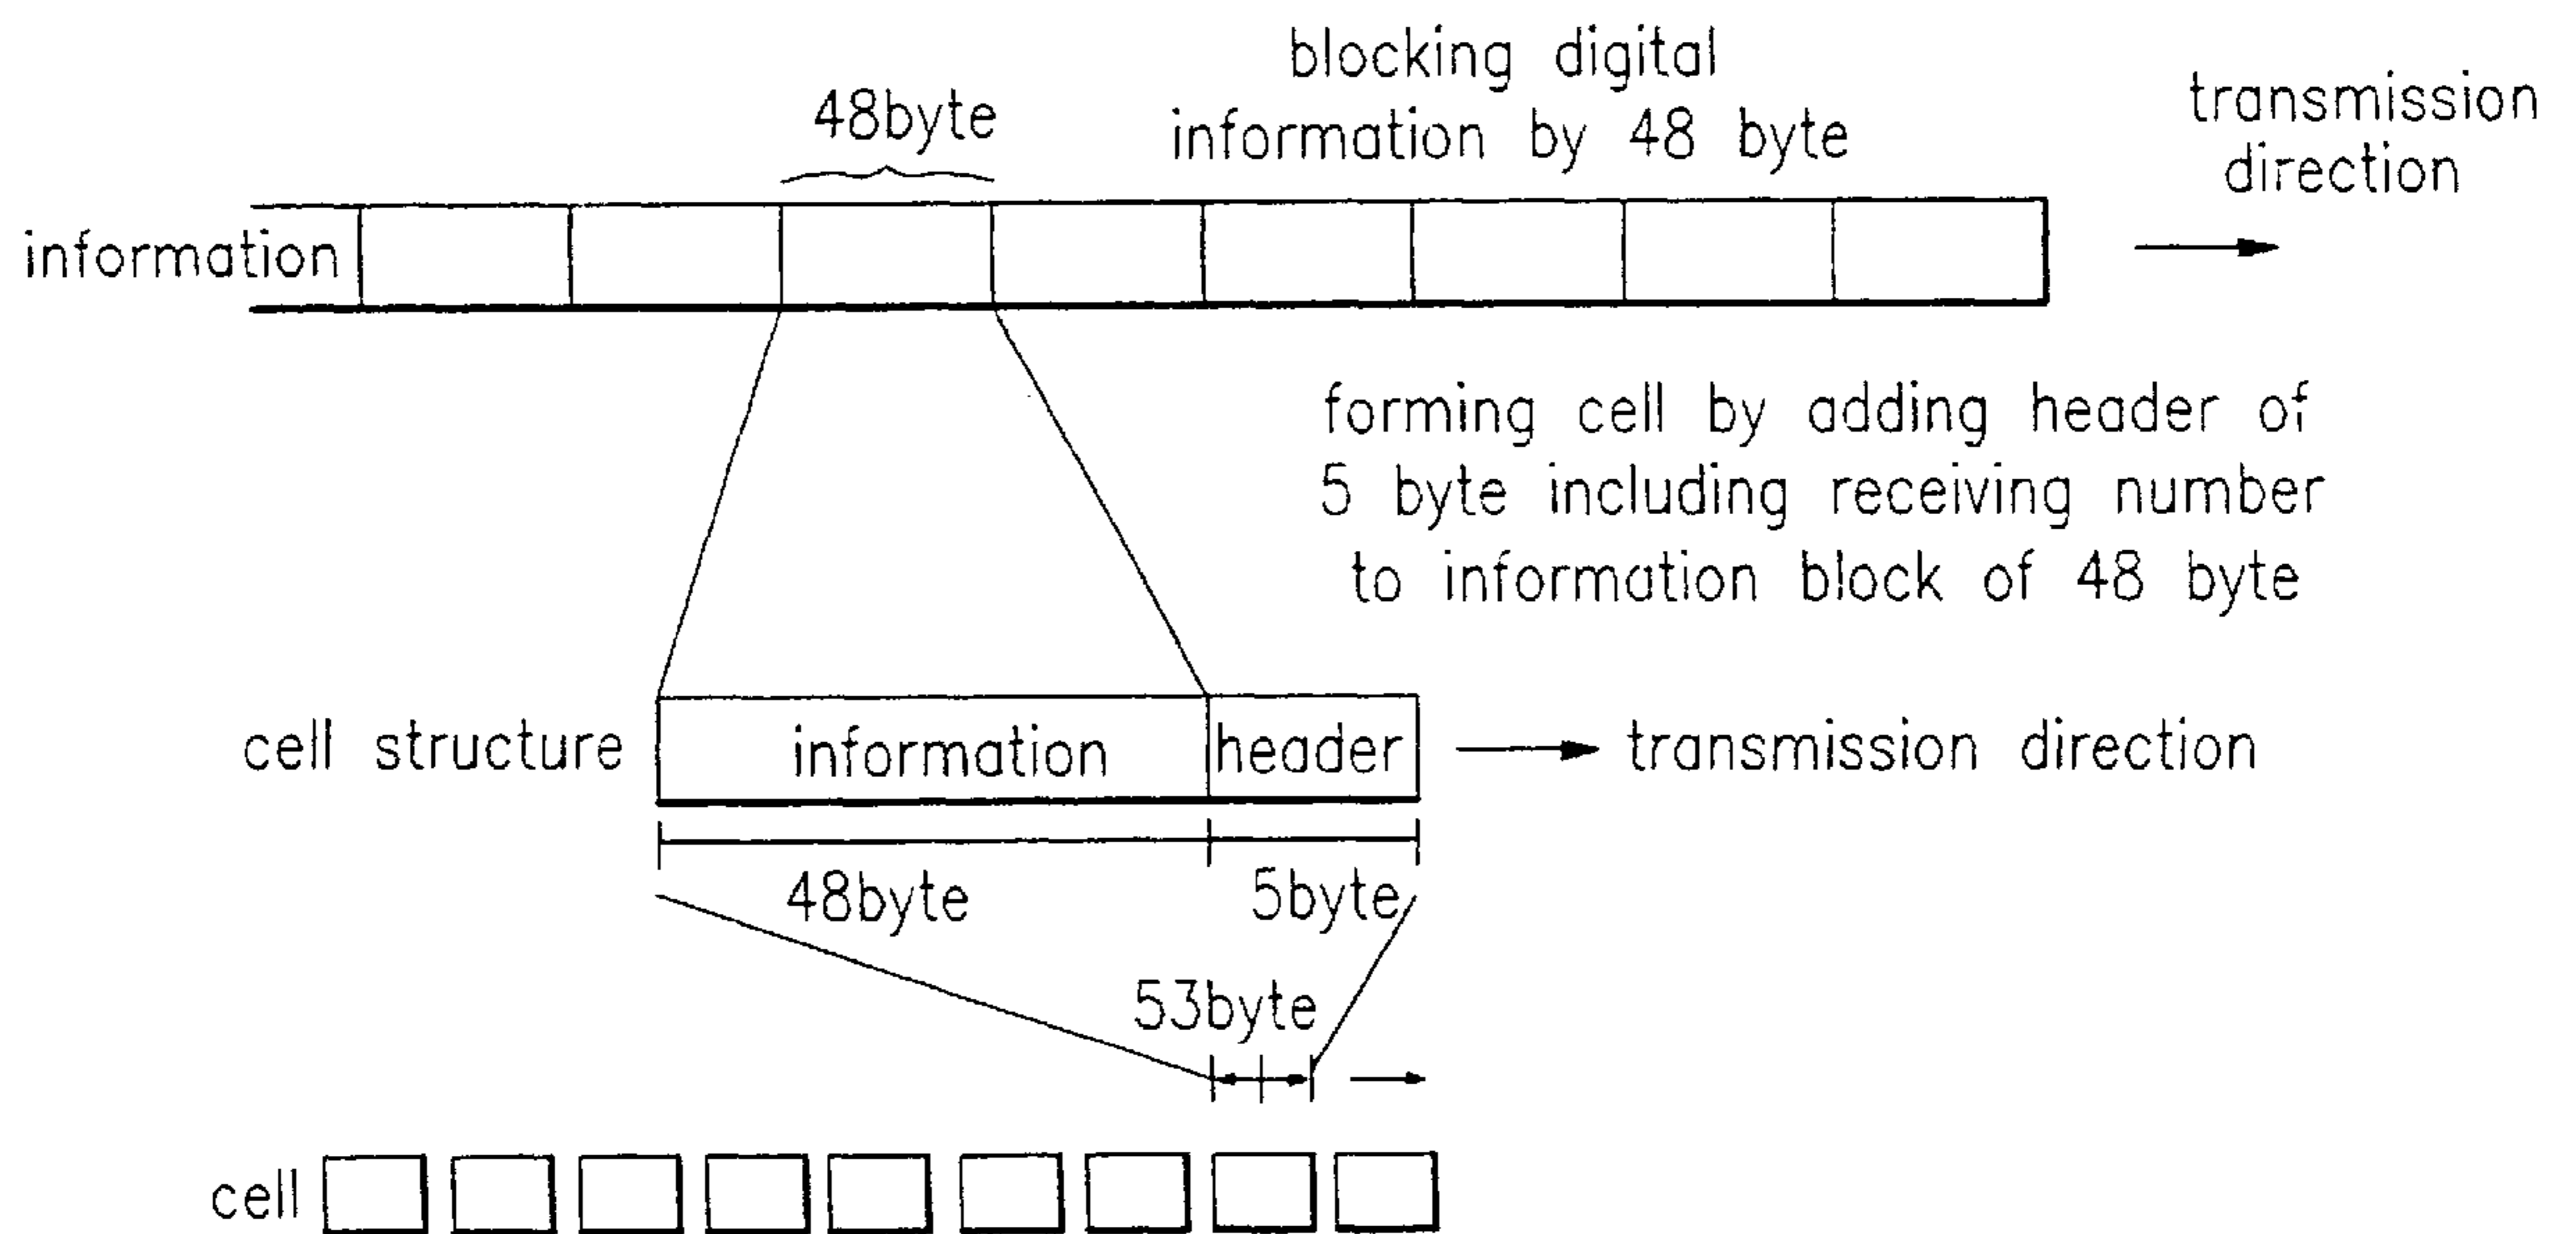 blocking digital
information by 48 byte
48byte
transmission
direction
information
forming cell by adding header of
5 byte including receiving number
to information block of 48 byte
cell structure
information
header
transmission direction
48byte
5byte
53byte
cell